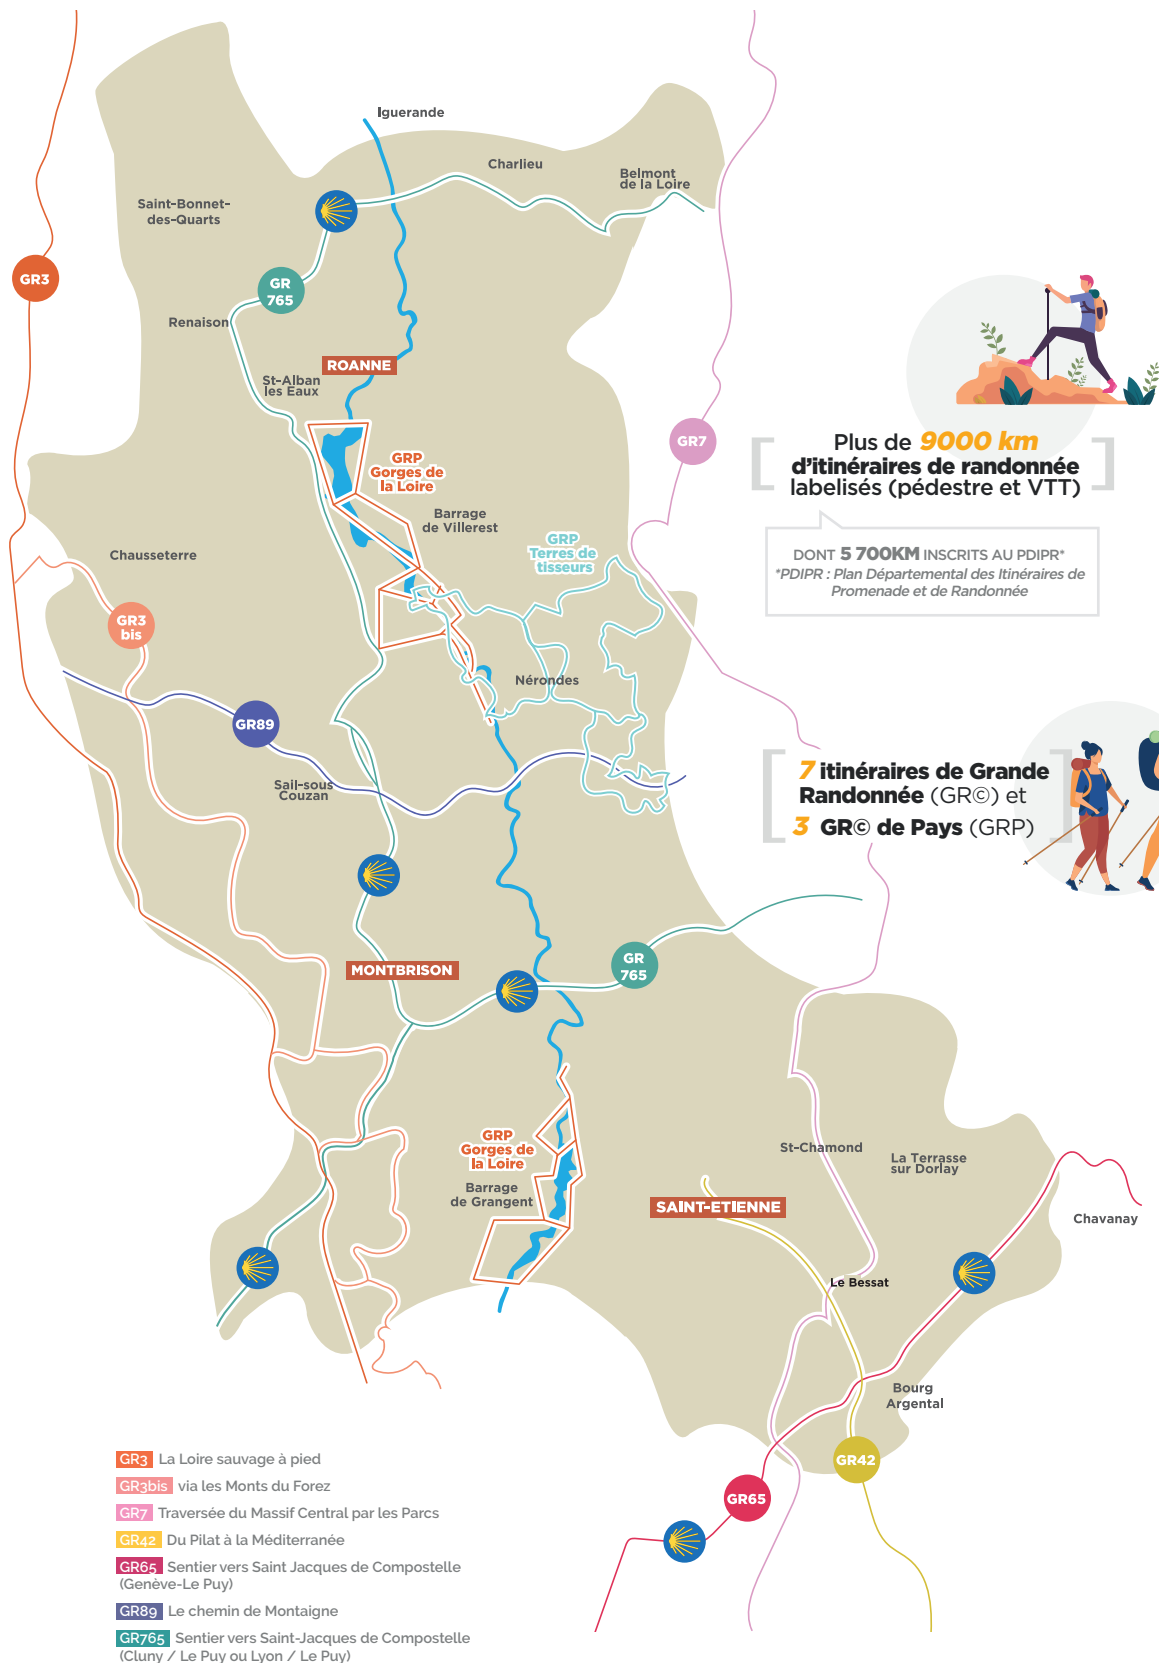 Iguerande
Charlieu
Belmont
de la Loire
Saint-Bonnet-
des-Quarts
GR3
GR
765
Renaison
ROANNE
St-Alban
les Eaux
GR7
GRP
Gorges de
la Loire
Barrage
de Villerest
GRP
Terres de
tisseurs
Chausseterre
GR3
bis
Nérondes
GR89
Sail-sous
Couzan
MONTBRISON
GR
765
GRP
Gorges de
la Loire
Barrage
de Grangent
St-Chamond
La Terrasse
sur Dorlay
SAINT-ETIENNE
Chavanay
Le Bessat
Bourg
Argental
GR42
GR65
Plus de 9000 km
d'itinéraires de randonnée
labelisés (pédestre et VTT)
DONT 5 700KM INSCRITS AU PDIPR*
*PDIPR : Plan Départemental des Itinéraires de
Promenade et de Randonnée
7 itinéraires de Grande
Randonnée (GR©) et
3 GR© de Pays (GRP)
GR3 La Loire sauvage à pied
GR3bis via les Monts du Forez
GR7 Traversée du Massif Central par les Parcs
GR42 Du Pilat à la Méditerranée
GR65 Sentier vers Saint Jacques de Compostelle
(Genève-Le Puy)
GR89 Le chemin de Montaigne
GR765 Sentier vers Saint-Jacques de Compostelle
(Cluny / Le Puy ou Lyon / Le Puy)